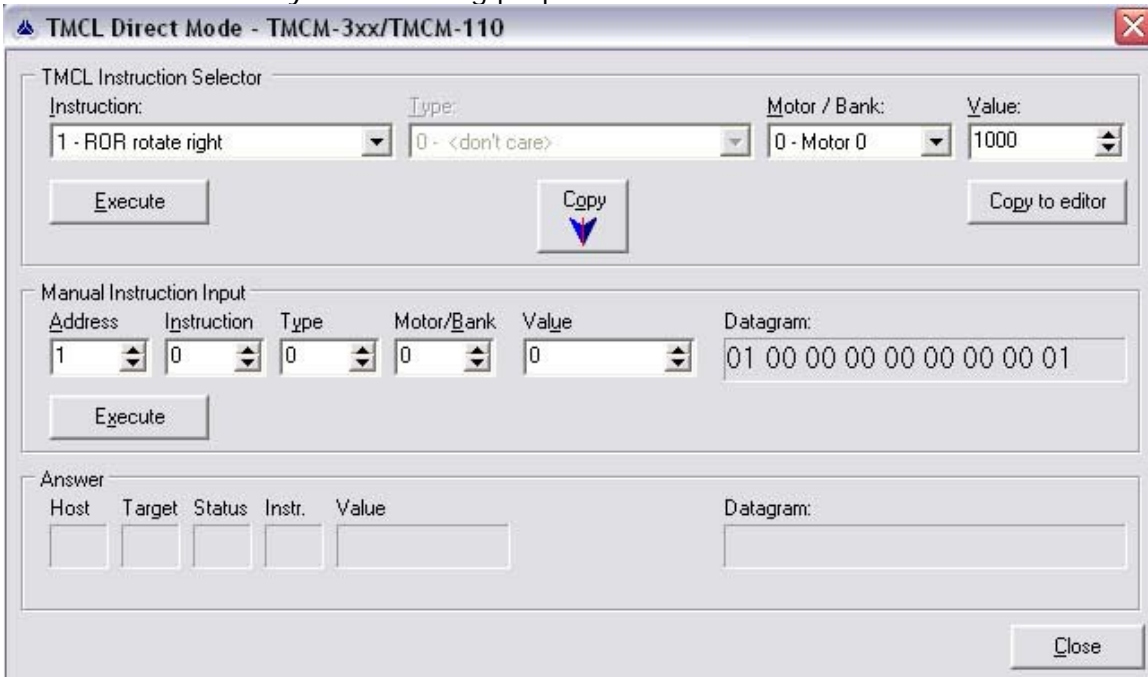 TMCL Direct Mode - TMCM-3xx/TMCM-110
TMCL Instruction Selector
Instruction: Type: Motor / Bank: Value:
1 - ROR rotate right 0 - <don't care> 0 - Motor 0 1000
Execute Copy Copy to editor
Manual Instruction Input
Address Instruction Type Motor/Bank Value Datagram:
1 0 0 0 0 01 00 00 00 00 00 00 00 01
Execute
Answer
Host Target Status Instr. Value Datagram:
Close